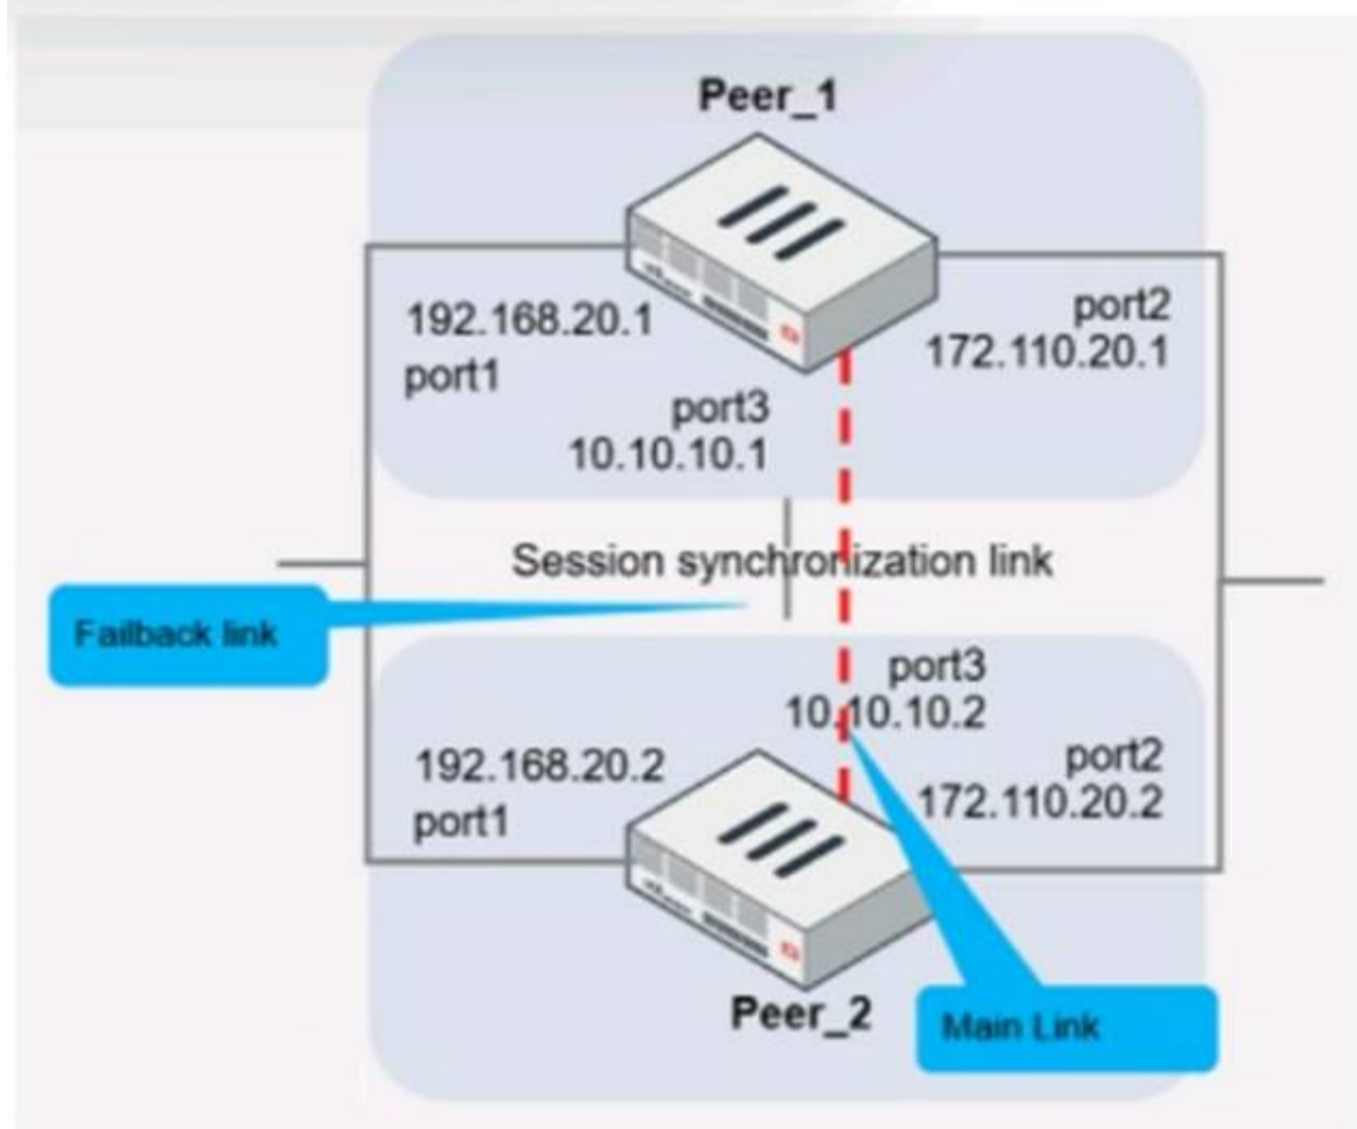 Peer_1
192.168.20.1
port1
port2
172.110.20.1
port3
10.10.10.1
Session synchronization link
Failback link
port3
10.10.10.2
192.168.20.2
port1
port2
172.110.20.2
Peer_2
Main Link